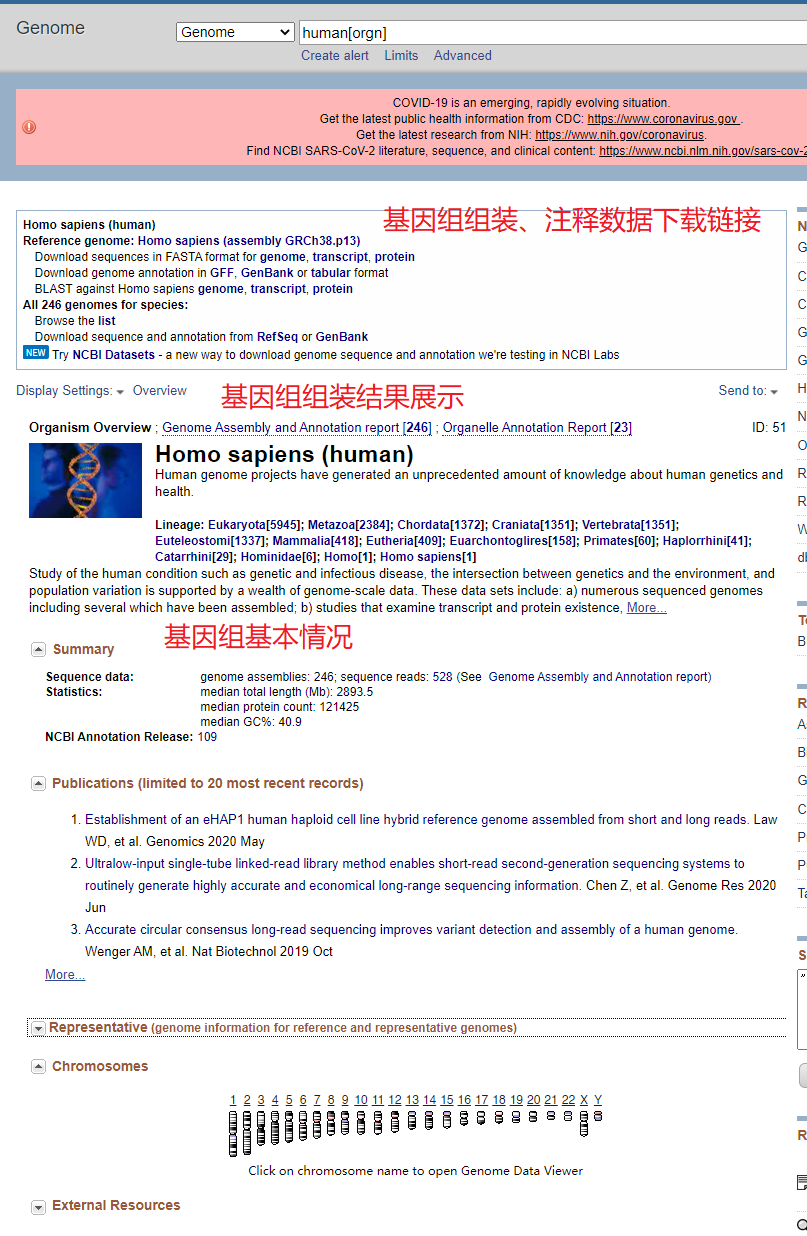 Genome
Genome
human[orgn]
Create alert Limits Advanced
COVID-19 is an emerging, rapidly evolving situation.
Get the latest public health information from CDC: https://www.coronavirus.gov .
Get the latest research from NIH: https://www.nih.gov/coronavirus.
Find NCBI SARS-CoV-2 literature, sequence, and clinical content: https://www.ncbi.nlm.nih.gov/sars-cov-2
基因组组装、注释数据下载链接
Homo sapiens (human)
Reference genome: Homo sapiens (assembly GRCh38.p13)
Download sequences in FASTA format for genome, transcript, protein
Download genome annotation in GFF, GenBank or tabular format
BLAST against Homo sapiens genome, transcript, protein
All 246 genomes for species:
Browse the list
Download sequence and annotation from RefSeq or GenBank
NEW Try NCBI Datasets - a new way to download genome sequence and annotation we're testing in NCBI Labs
Display Settings: Overview
Send to:
基因组组装结果展示
Organism Overview ; Genome Assembly and Annotation report [246] ; Organelle Annotation Report [23]
ID: 51
Homo sapiens (human)
Human genome projects have generated an unprecedented amount of knowledge about human genetics and
health.
Lineage: Eukaryota[5945]; Metazoa[2384]; Chordata[1372]; Craniata[1351]; Vertebrata[1351];
Euteleostomi[1337]; Mammalia[418]; Eutheria[409]; Euarchontoglires[158]; Primates[60]; Haplorrhini[41];
Catarrhini[29]; Hominidae[6]; Homo[1]; Homo sapiens[1]
Study of the human condition such as genetic and infectious disease, the intersection between genetics and the environment, and
population variation is supported by a wealth of genome-scale data. These data sets include: a) numerous sequenced genomes
including several which have been assembled; b) studies that examine transcript and protein existence, More...
基因组基本情况
Summary
Sequence data: genome assemblies: 246; sequence reads: 528 (See Genome Assembly and Annotation report)
Statistics: median total length (Mb): 2893.5
median protein count: 121425
median GC%: 40.9
NCBI Annotation Release: 109
Publications (limited to 20 most recent records)
1. Establishment of an eHAP1 human haploid cell line hybrid reference genome assembled from short and long reads. Law
WD, et al. Genomics 2020 May
2. Ultralow-input single-tube linked-read library method enables short-read second-generation sequencing systems to
routinely generate highly accurate and economical long-range sequencing information. Chen Z, et al. Genome Res 2020
Jun
3. Accurate circular consensus long-read sequencing improves variant detection and assembly of a human genome.
Wenger AM, et al. Nat Biotechnol 2019 Oct
More...
Representative (genome information for reference and representative genomes)
Chromosomes
1 2 3 4 5 6 7 8 9 10 11 12 13 14 15 16 17 18 19 20 21 22 X Y
Click on chromosome name to open Genome Data Viewer
External Resources